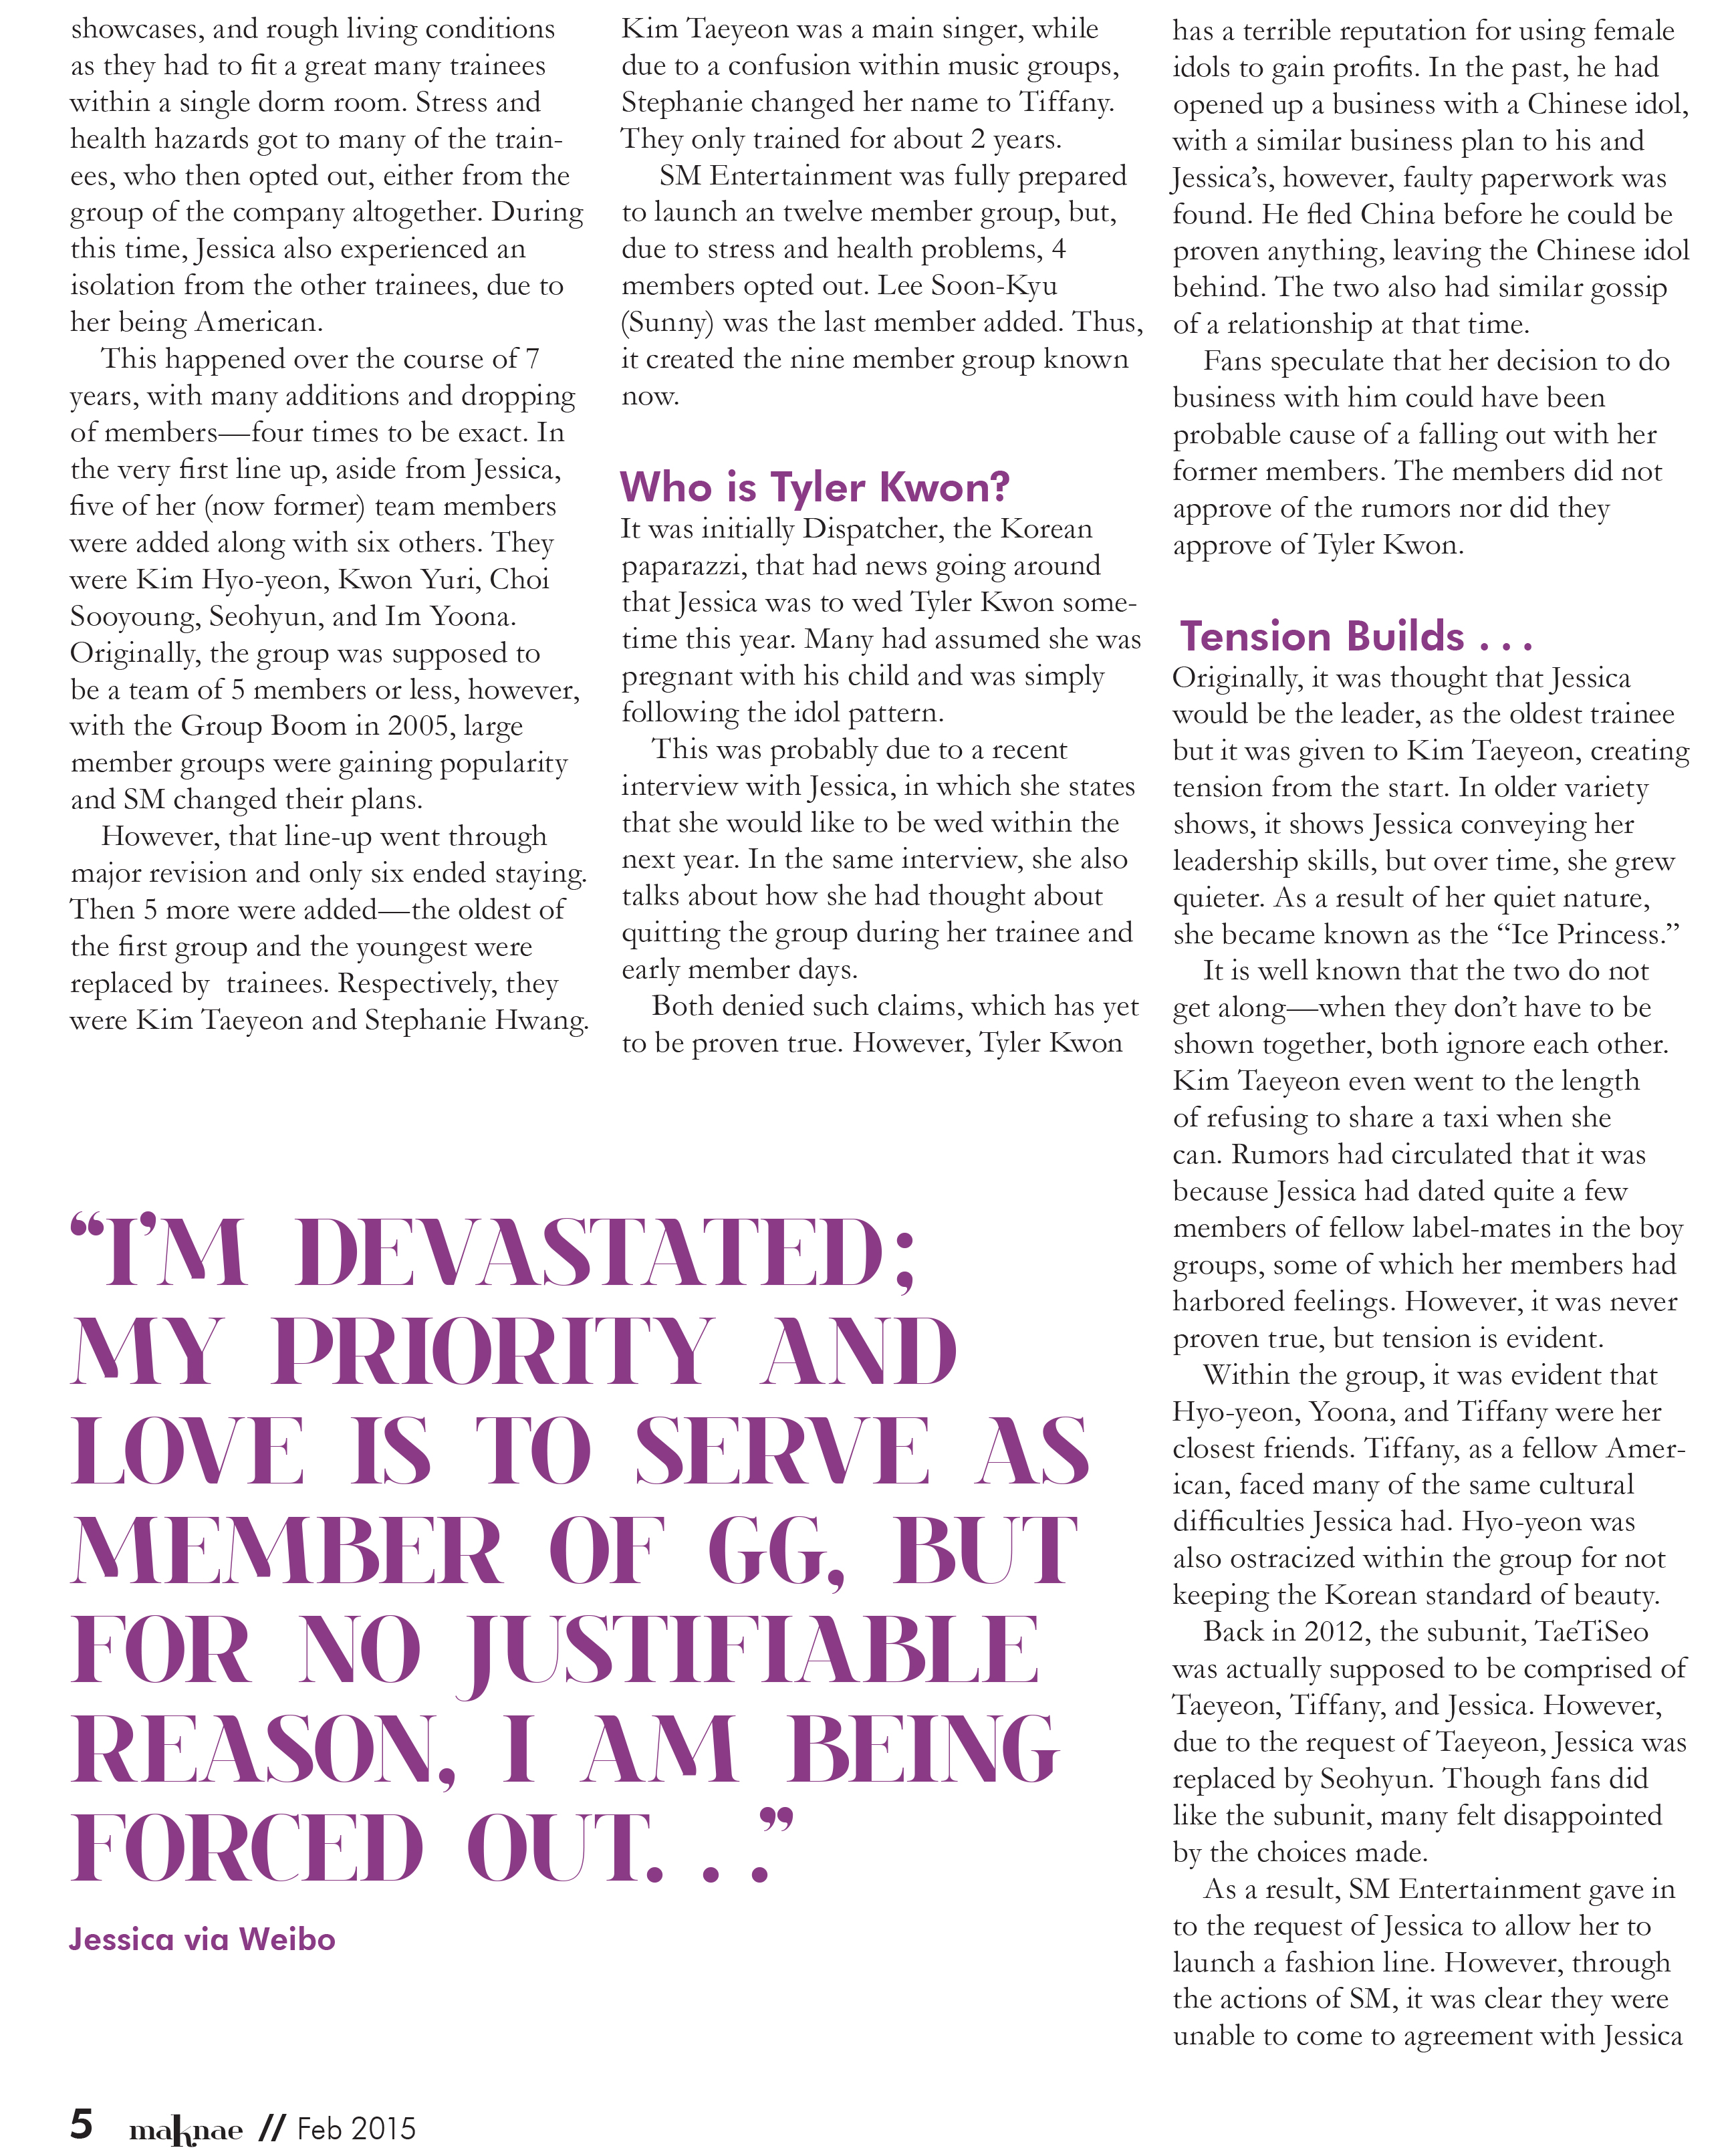 showcases, and rough living conditions
as they had to fit a great many trainees
within a single dorm room. Stress and
health hazards got to many of the train-
ees, who then opted out, either from the
group of the company altogether. During
this time, Jessica also experienced an
isolation from the other trainees, due to
her being American.
This happened over the course of 7
years, with many additions and dropping
of members—four times to be exact. In
the very first line up, aside from Jessica,
five of her (now former) team members
were added along with six others. They
were Kim Hyo-yeon, Kwon Yuri, Choi
Sooyoung, Seohyun, and Im Yoona.
Originally, the group was supposed to
be a team of 5 members or less, however,
with the Group Boom in 2005, large
member groups were gaining popularity
and SM changed their plans.
However, that line-up went through
major revision and only six ended staying.
Then 5 more were added—the oldest of
the first group and the youngest were
replaced by  trainees. Respectively, they
were Kim Taeyeon and Stephanie Hwang.
Kim Taeyeon was a main singer, while
due to a confusion within music groups,
Stephanie changed her name to Tiffany.
They only trained for about 2 years.
SM Entertainment was fully prepared
to launch an twelve member group, but,
due to stress and health problems, 4
members opted out. Lee Soon-Kyu
(Sunny) was the last member added. Thus,
it created the nine member group known
now.
Who is Tyler Kwon?
It was initially Dispatcher, the Korean
paparazzi, that had news going around
that Jessica was to wed Tyler Kwon some-
time this year. Many had assumed she was
pregnant with his child and was simply
following the idol pattern.
This was probably due to a recent
interview with Jessica, in which she states
that she would like to be wed within the
next year. In the same interview, she also
talks about how she had thought about
quitting the group during her trainee and
early member days.
Both denied such claims, which has yet
to be proven true. However, Tyler Kwon
has a terrible reputation for using female
idols to gain profits. In the past, he had
opened up a business with a Chinese idol,
with a similar business plan to his and
Jessica’s, however, faulty paperwork was
found. He fled China before he could be
proven anything, leaving the Chinese idol
behind. The two also had similar gossip
of a relationship at that time.
Fans speculate that her decision to do
business with him could have been
probable cause of a falling out with her
former members. The members did not
approve of the rumors nor did they
approve of Tyler Kwon.
Tension Builds . . .
Originally, it was thought that Jessica
would be the leader, as the oldest trainee
but it was given to Kim Taeyeon, creating
tension from the start. In older variety
shows, it shows Jessica conveying her
leadership skills, but over time, she grew
quieter. As a result of her quiet nature,
she became known as the “Ice Princess.”
It is well known that the two do not
get along—when they don’t have to be
shown together, both ignore each other.
Kim Taeyeon even went to the length
of refusing to share a taxi when she
can. Rumors had circulated that it was
because Jessica had dated quite a few
members of fellow label-mates in the boy
groups, some of which her members had
harbored feelings. However, it was never
proven true, but tension is evident.
Within the group, it was evident that
Hyo-yeon, Yoona, and Tiffany were her
closest friends. Tiffany, as a fellow Amer-
ican, faced many of the same cultural
difficulties Jessica had. Hyo-yeon was
also ostracized within the group for not
keeping the Korean standard of beauty.
Back in 2012, the subunit, TaeTiSeo
was actually supposed to be comprised of
Taeyeon, Tiffany, and Jessica. However,
due to the request of Taeyeon, Jessica was
replaced by Seohyun. Though fans did
like the subunit, many felt disappointed
by the choices made.
As a result, SM Entertainment gave in
to the request of Jessica to allow her to
launch a fashion line. However, through
the actions of SM, it was clear they were
unable to come to agreement with Jessica
“I’M DEVASTATED;
MY PRIORITY AND
LOVE IS TO SERVE AS
MEMBER OF GG, BUT
FOR NO JUSTIFIABLE
REASON, I AM BEING
FORCED OUT. . .”
Jessica via Weibo
5 maknae // Feb 2015